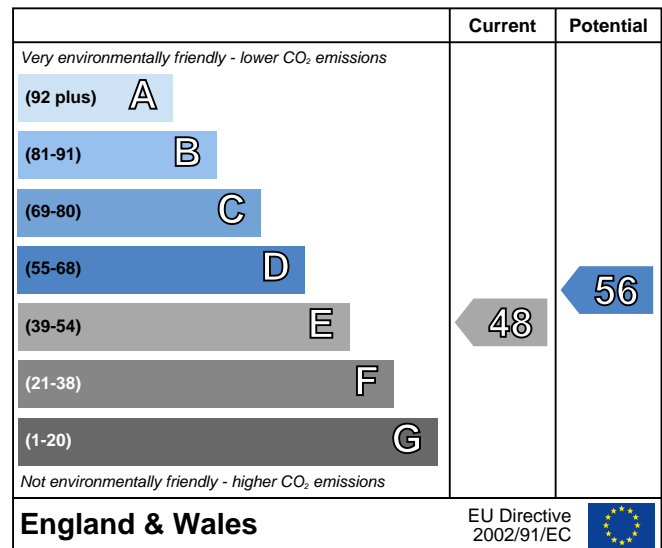 Current Potential
Very environmentally friendly - lower CO₂ emissions
(92 plus) A
(81-91) B
(69-80) C
(55-68) D
56
(39-54) E 48
(21-38) F
(1-20) G
Not environmentally friendly - higher CO₂ emissions
England & Wales
EU Directive
2002/91/EC